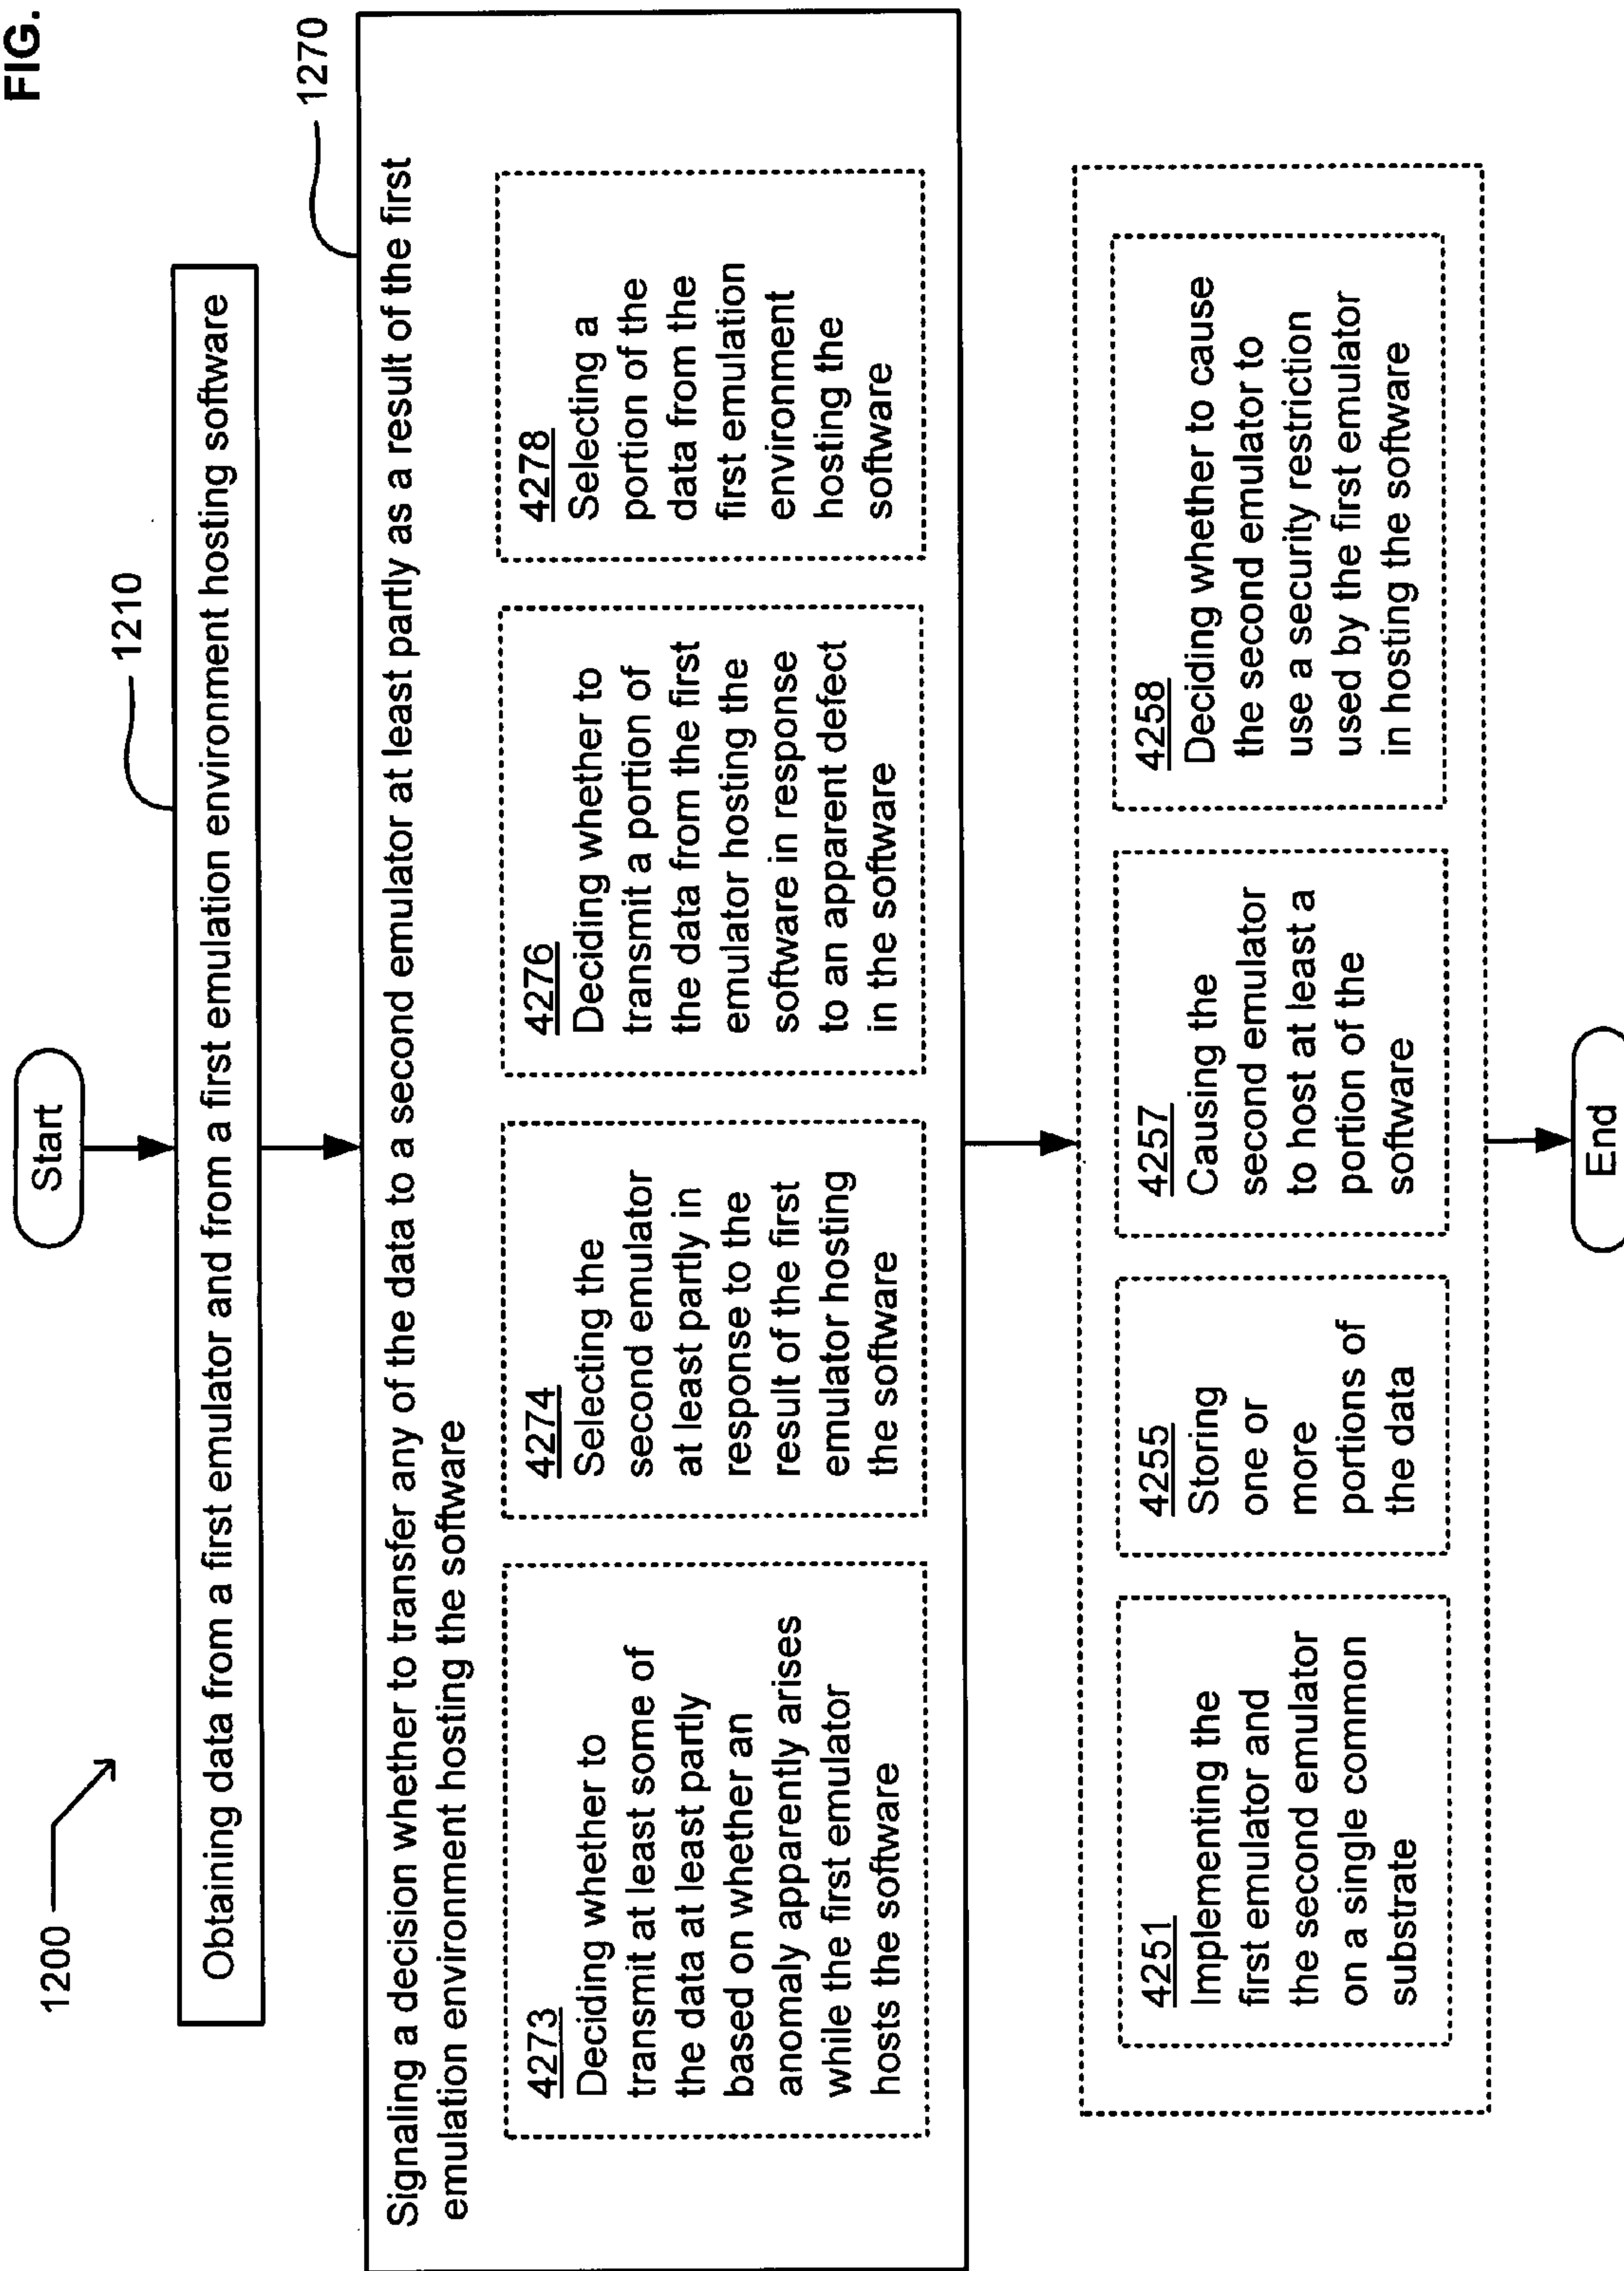 FIG.
1200
Start
1210
Obtaining data from a first emulator and from a first emulation environment hosting software
1270
Signaling a decision whether to transfer any of the data to a second emulator at least partly as a result of the first
emulation environment hosting the software
4273
Deciding whether to
transmit at least some of
the data at least partly
based on whether an
anomaly apparently arises
while the first emulator
hosts the software
4274
Selecting the
second emulator
at least partly in
response to the
result of the first
emulator hosting
the software
4276
Deciding whether to
transmit a portion of
the data from the first
emulator hosting the
software in response
to an apparent defect
in the software
4278
Selecting a
portion of the
data from the
first emulation
environment
hosting the
software
4251
Implementing the
first emulator and
the second emulator
on a single common
substrate
4255
Storing
one or
more
portions of
the data
4257
Causing the
second emulator
to host at least a
portion of the
software
4258
Deciding whether to cause
the second emulator to
use a security restriction
used by the first emulator
in hosting the software
End